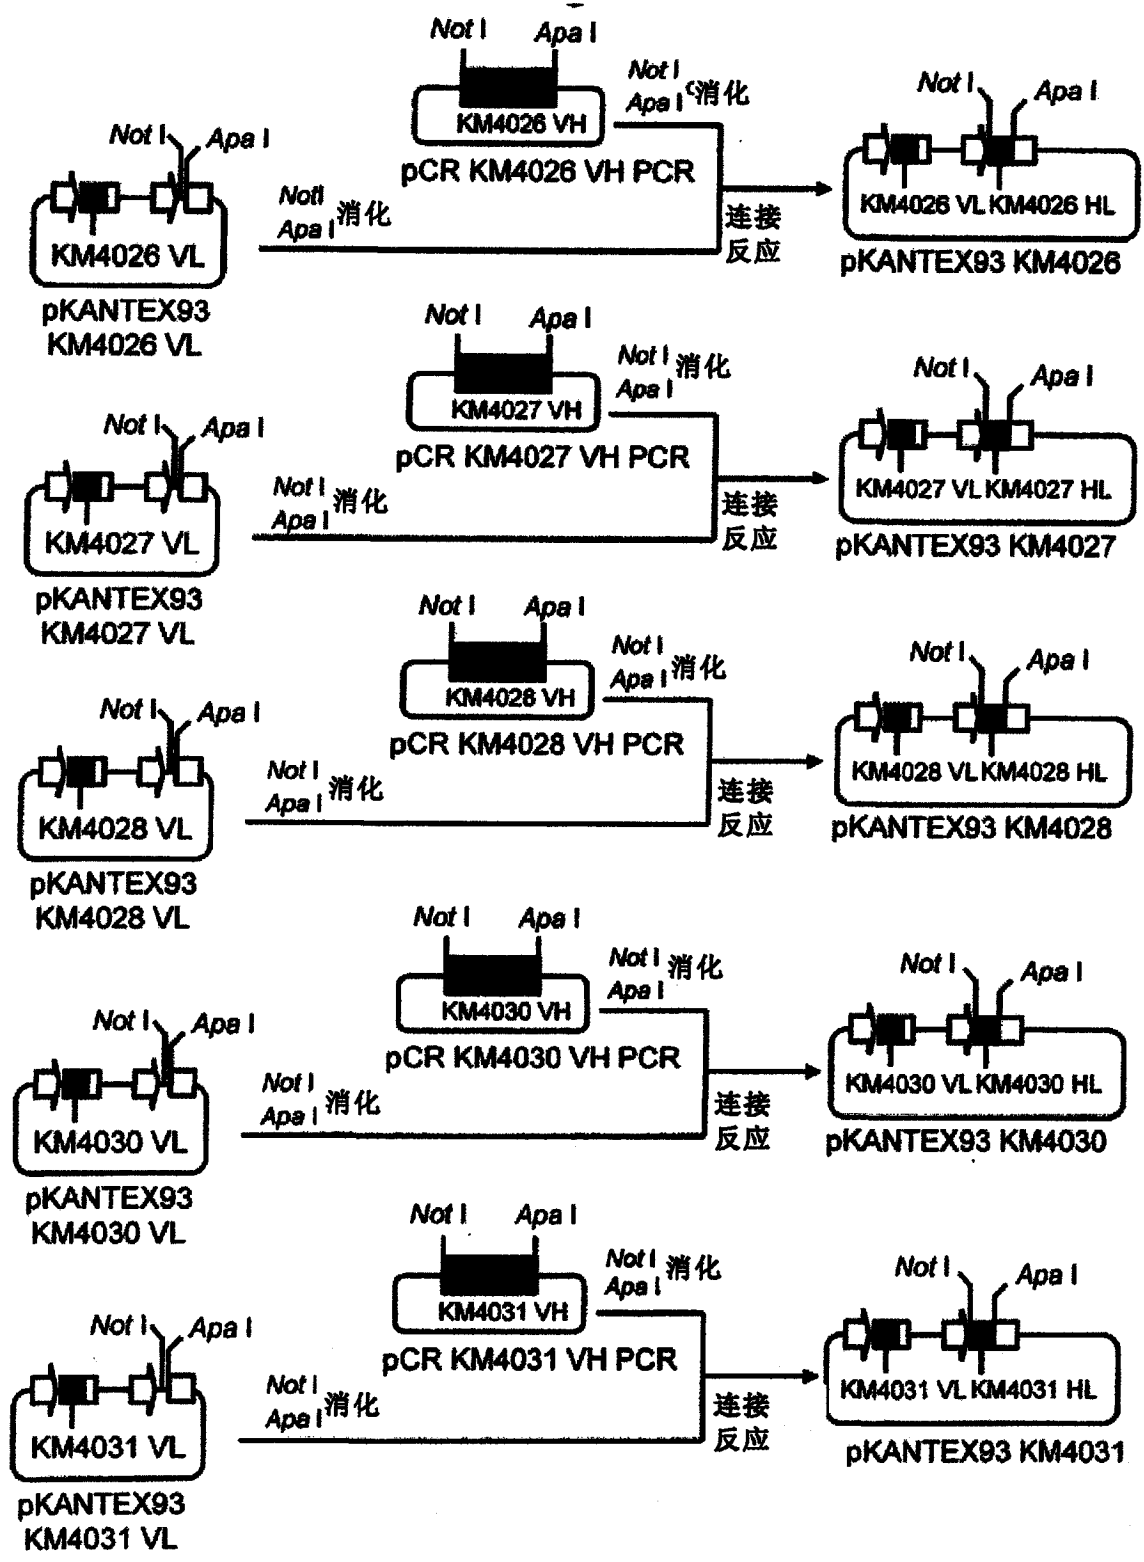 Not I
Apa I
Not I
Apa I 消化
KM4026 VH
pCR KM4026 VH PCR
Not I
Apa I
KM4026 VL
pKANTEX93
KM4026 VL
NotI
Apa I 消化
连接
反应
Not I
Apa I
KM4026 VL KM4026 HL
pKANTEX93 KM4026
Not I
Apa I
Not I
Apa I 消化
KM4027 VH
pCR KM4027 VH PCR
Not I
Apa I
KM4027 VL
pKANTEX93
KM4027 VL
Not I
Apa I 消化
连接
反应
Not I
Apa I
KM4027 VL KM4027 HL
pKANTEX93 KM4027
Not I
Apa I
Not I
Apa I 消化
KM4028 VH
pCR KM4028 VH PCR
Not I
Apa I
KM4028 VL
pKANTEX93
KM4028 VL
Not I
Apa I 消化
连接
反应
Not I
Apa I
KM4028 VL KM4028 HL
pKANTEX93 KM4028
Not I
Apa I
Not I
Apa I 消化
KM4030 VH
pCR KM4030 VH PCR
Not I
Apa I
KM4030 VL
pKANTEX93
KM4030 VL
Not I
Apa I 消化
连接
反应
Not I
Apa I
KM4030 VL KM4030 HL
pKANTEX93 KM4030
Not I
Apa I
Not I
Apa I 消化
KM4031 VH
pCR KM4031 VH PCR
Not I
Apa I
KM4031 VL
pKANTEX93
KM4031 VL
Not I
Apa I 消化
连接
反应
Not I
Apa I
KM4031 VL KM4031 HL
pKANTEX93 KM4031